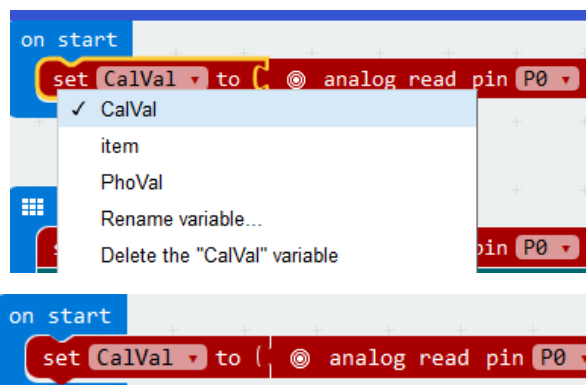 on start
set CalVal to analog read pin P0
✓ CalVal
item
PhoVal
Rename variable...
Delete the "CalVal" variable
pin P0
on start
set CalVal to ( analog read pin P0